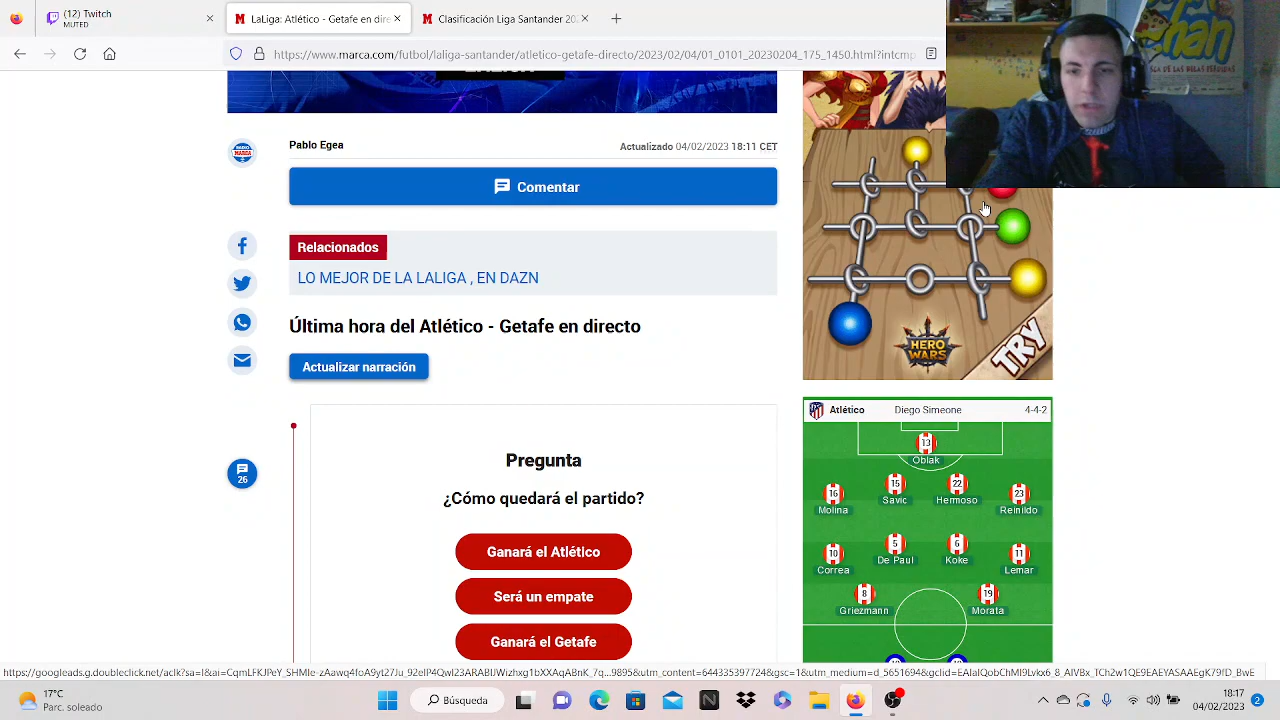 (12) Twitch
MUTED
LaLiga: Atlético - Getafe en dire
Clasificación Liga Santander 20
https://www.marca.com/futbol/laliga-santander/atletico-getafe-directo/2023/02/04/01_0101_20230204_175_1450.html?intcmp
Pablo Egea
Actualizado 04/02/2023 18:11 CET
Comentar
Relacionados
LO MEJOR DE LA LALIGA , EN DAZN
Última hora del Atlético - Getafe en directo
Actualizar narración
26
Pregunta
¿Cómo quedará el partido?
Ganará el Atlético
Será un empate
Ganará el Getafe
HERO
WARS
TRY
Atlético Diego Simeone 4-4-2
13
Oblak
15 22
Savic Hermoso
16 23
Molina Reinildo
5 6
De Paul Koke
10 11
Correa Lemar
8 19
Griezmann Morata
17°C
Parc. soleado
Búsqueda
18:17
04/02/2023
2